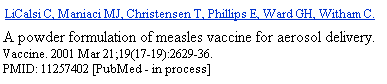 LiCalsi C, Maniaci MJ, Christensen T, Phillips E, Ward GH, Witham C.
A powder formulation of measles vaccine for aerosol delivery.
Vaccine. 2001 Mar 21;19(17-19):2629-36.
PMID: 11257402 [PubMed - in process]